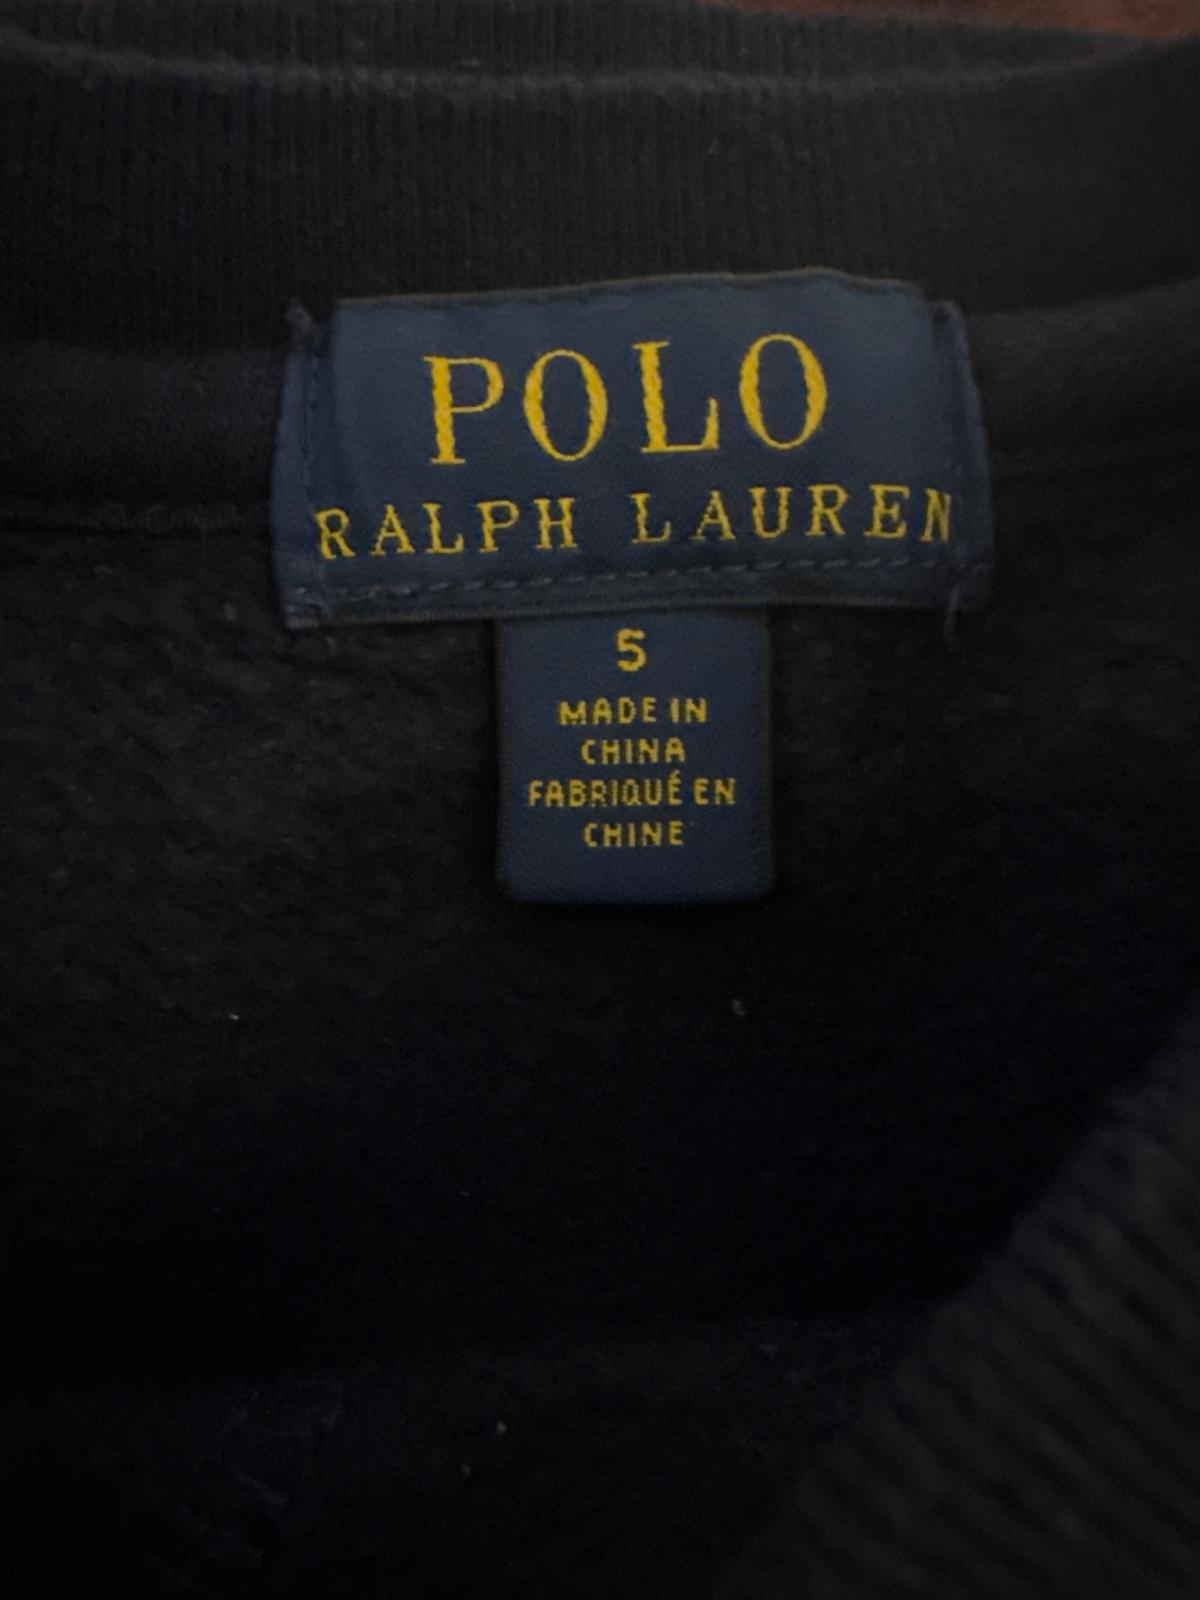 POLO
RALPH LAUREN
5
MADE IN
CHINA
FABRIQUÉ EN
CHINE